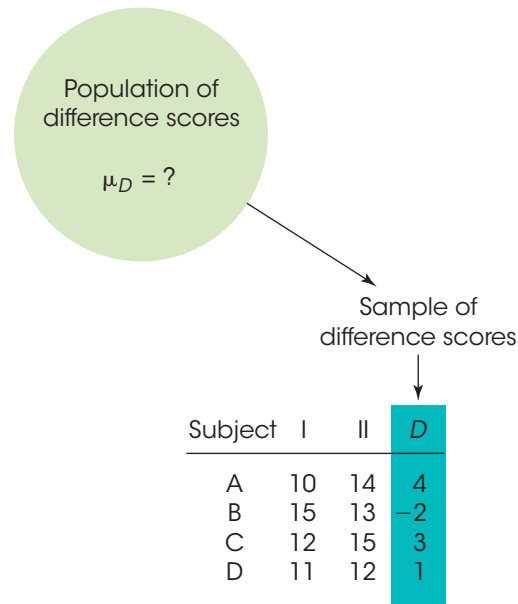 Population of
difference scores
μD = ?
Sample of
difference scores
Subject I II D
A 10 14 4
B 15 13 −2
C 12 15 3
D 11 12 1